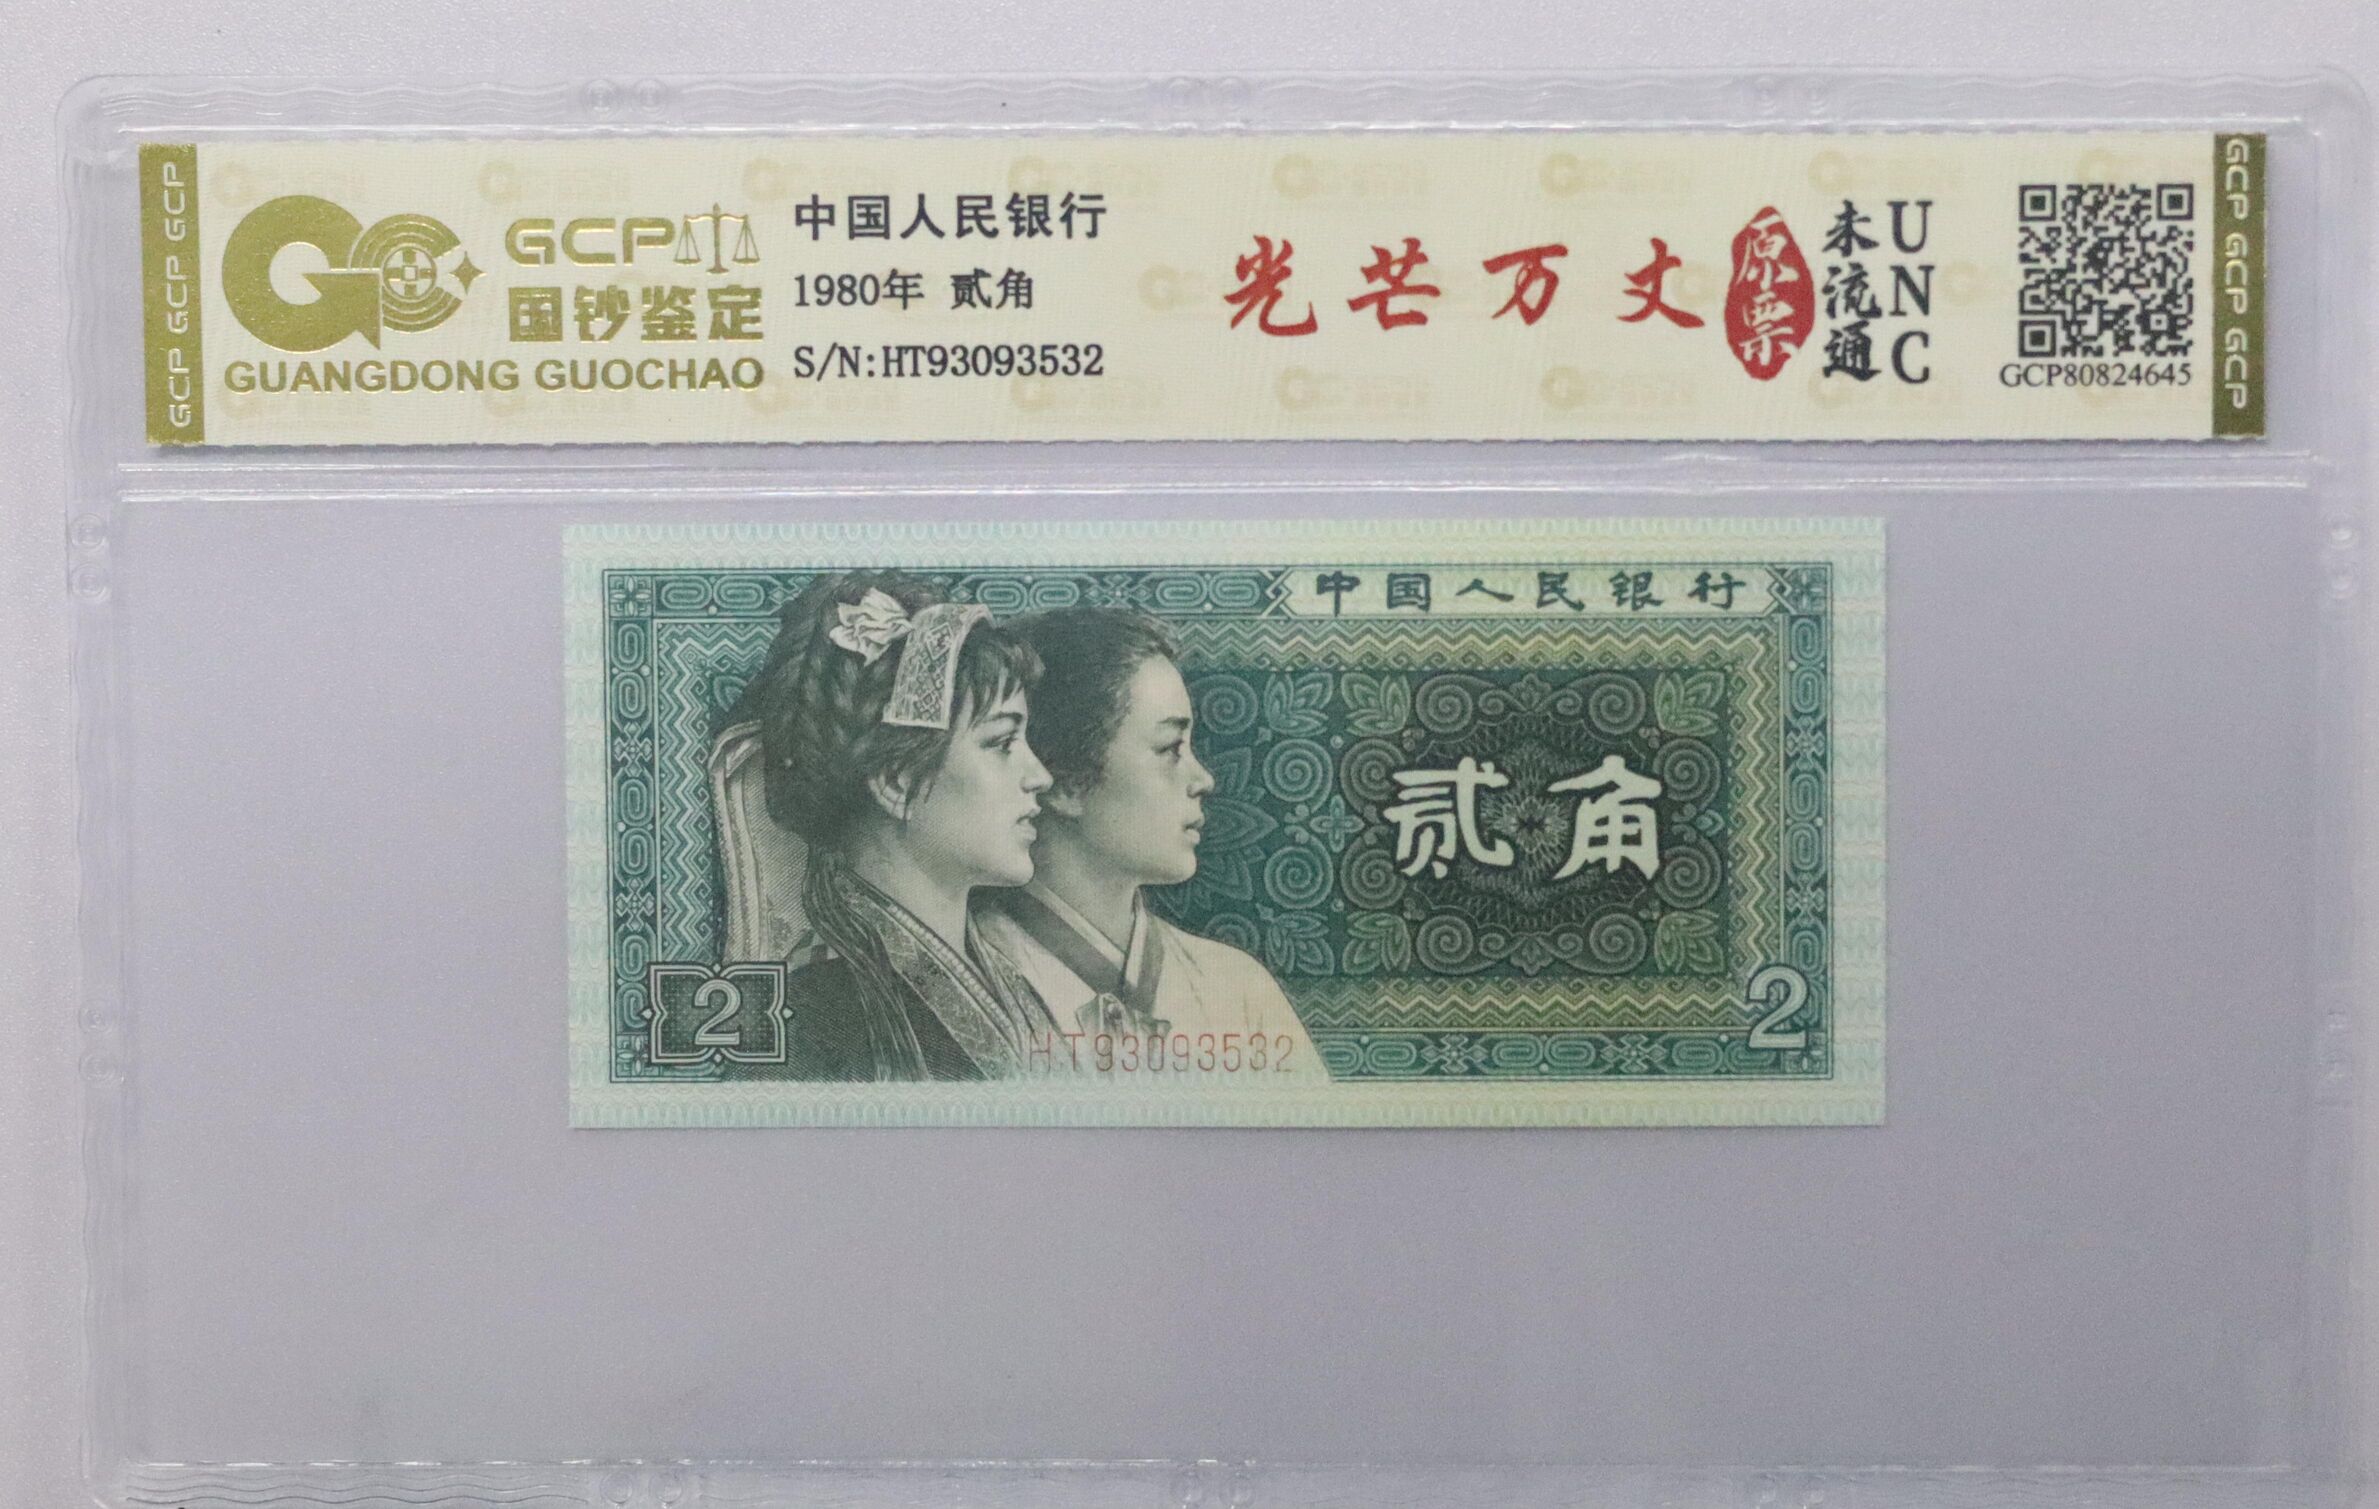 GCP GCP GCP
GCP
国钞鉴定
GUANGDONG GUOCHAO
中国人民银行
1980年 贰角
S/N:HT93093532
光芒万丈
原票
未流通
UNC
GCP80824645
GCP GCP GCP
中国人民银行
贰角
2
2
HT93093532